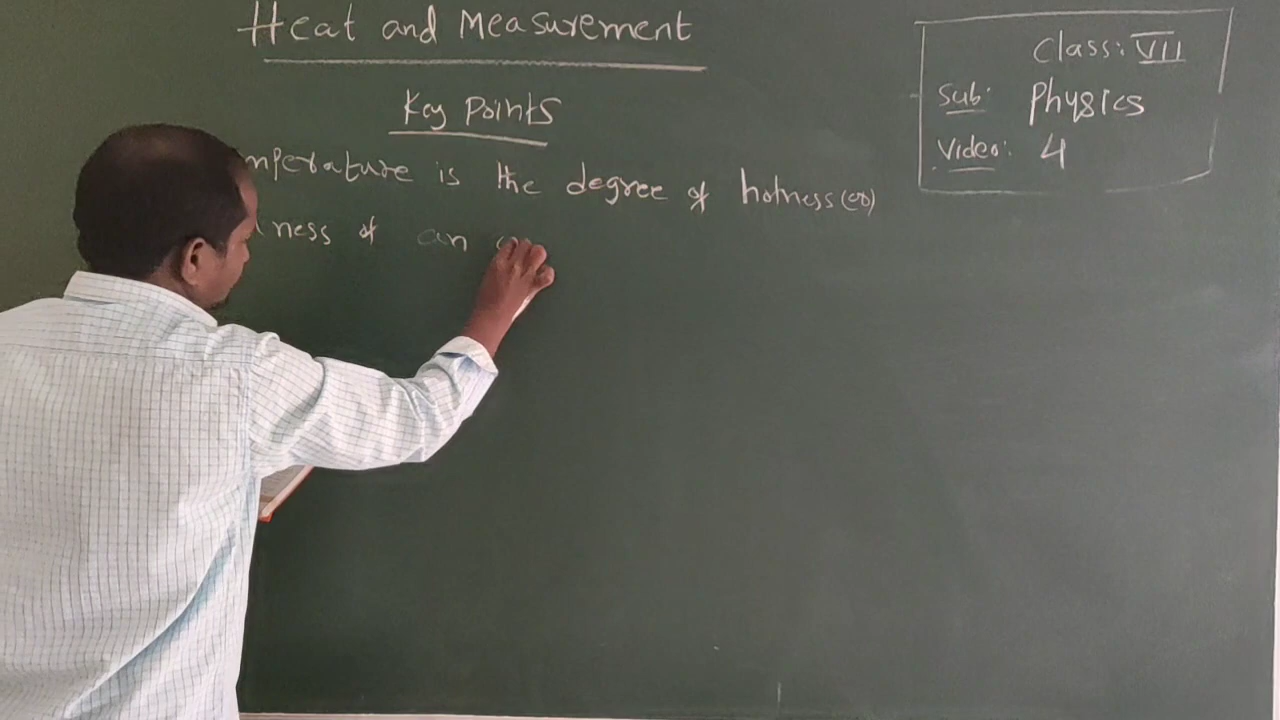 Heat and Measurement
Class: VII
Sub: Physics
Video: 4
Key Points
mperature is the degree of hotness (or)
ness of an